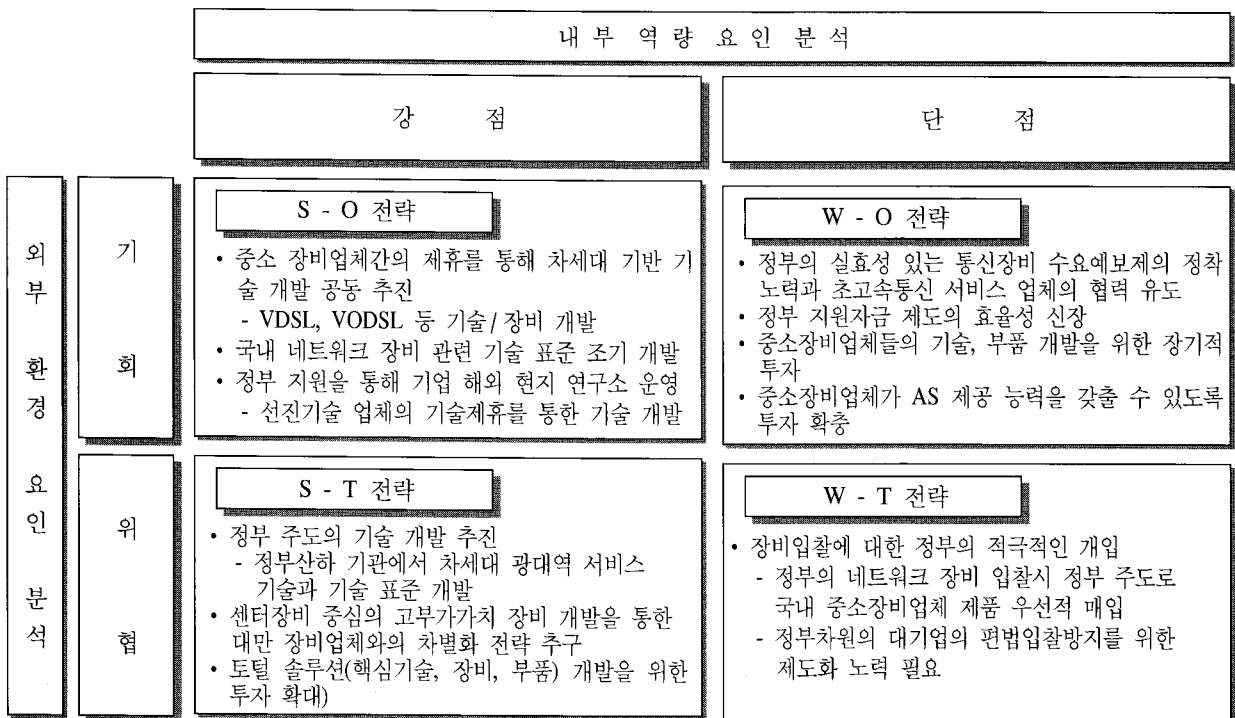 내 부 역 량 요 인 분 석
강 점
단 점
외 부 환 경 요 인 분 석
기 회
S - O 전략
• 중소 장비업체간의 제휴를 통해 차세대 기반 기
술 개발 공동 추진
- VDSL, VODSL 등 기술/장비 개발
• 국내 네트워크 장비 관련 기술 표준 조기 개발
• 정부 지원을 통해 기업 해외 현지 연구소 운영
- 선진기술 업체의 기술제휴를 통한 기술 개발
W - O 전략
• 정부의 실효성 있는 통신장비 수요예보제의 정착
노력과 초고속통신 서비스 업체의 협력 유도
• 정부 지원자금 제도의 효율성 신장
• 중소장비업체들의 기술, 부품 개발을 위한 장기적
투자
• 중소장비업체가 AS 제공 능력을 갖출 수 있도록
투자 확충
위 협
S - T 전략
• 정부 주도의 기술 개발 추진
- 정부산하 기관에서 차세대 광대역 서비스
기술과 기술 표준 개발
• 센터장비 중심의 고부가가치 장비 개발을 통한
대만 장비업체와의 차별화 전략 추구
• 토털 솔루션(핵심기술, 장비, 부품) 개발을 위한
투자 확대)
W - T 전략
• 장비입찰에 대한 정부의 적극적인 개입
- 정부의 네트워크 장비 입찰시 정부 주도로
국내 중소장비업체 제품 우선적 매입
- 정부차원의 대기업의 편법입찰방지를 위한
제도화 노력 필요